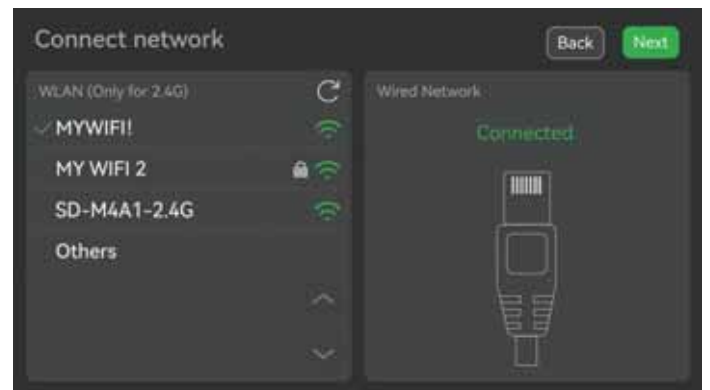 Connect network
Back
Next
WLAN (Only for 2.4G)
MYWIFI!
MY WIFI 2
SD-M4A1-2.4G
Others
Wired Network
Connected